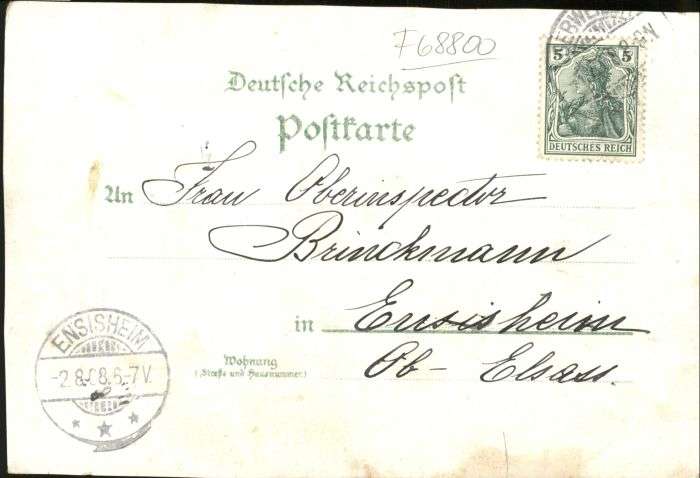 F68800
5 5
DEUTSCHES REICH
Deutsche Reichspost
Postkarte
An Frau Oberinspector
Brinckmann
in Ensisheim
Wohnung
(Straße und Hausnummer)
Ob- Elsass.
ENSISHEIM
-2.8.08.6-7V.